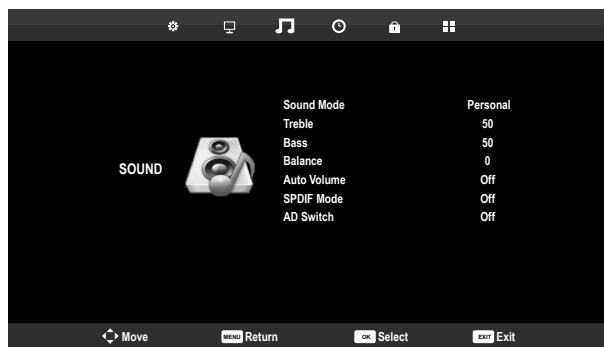 SOUND
Sound Mode Personal
Treble 50
Bass 50
Balance 0
Auto Volume Off
SPDIF Mode Off
AD Switch Off
Move MENU Return OK Select EXIT Exit